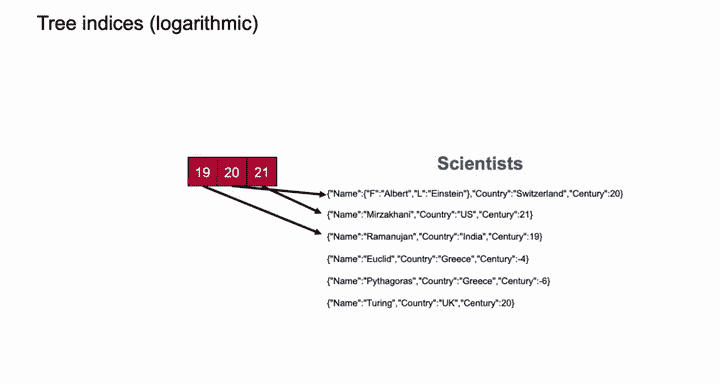 Tree indices (logarithmic)
19 20 21
Scientists
{"Name":{"F":"Albert","L":"Einstein"},"Country":"Switzerland","Century":20}
{"Name":"Mirzakhani","Country":"US","Century":21}
{"Name":"Ramanujan","Country":"India","Century":19}
{"Name":"Euclid","Country":"Greece","Century":-4}
{"Name":"Pythagoras","Country":"Greece","Century":-6}
{"Name":"Turing","Country":"UK","Century":20}